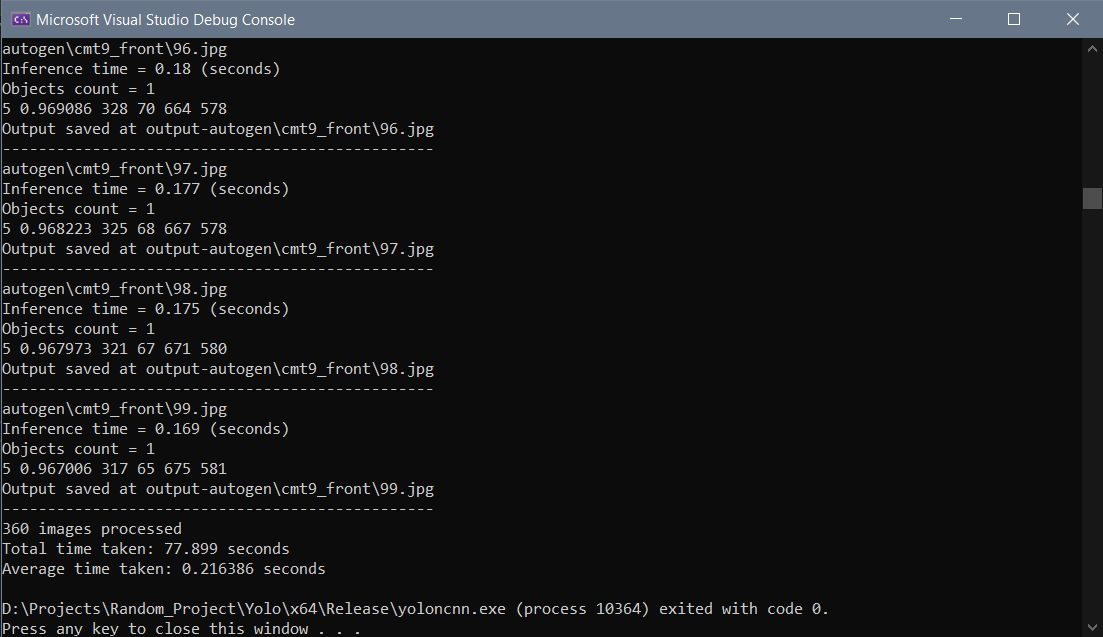 Microsoft Visual Studio Debug Console
autogen\cmt9_front\96.jpg
Inference time = 0.18 (seconds)
Objects count = 1
5 0.969086 328 70 664 578
Output saved at output-autogen\cmt9_front\96.jpg
------------------------------------------------
autogen\cmt9_front\97.jpg
Inference time = 0.177 (seconds)
Objects count = 1
5 0.968223 325 68 667 578
Output saved at output-autogen\cmt9_front\97.jpg
------------------------------------------------
autogen\cmt9_front\98.jpg
Inference time = 0.175 (seconds)
Objects count = 1
5 0.967973 321 67 671 580
Output saved at output-autogen\cmt9_front\98.jpg
------------------------------------------------
autogen\cmt9_front\99.jpg
Inference time = 0.169 (seconds)
Objects count = 1
5 0.967006 317 65 675 581
Output saved at output-autogen\cmt9_front\99.jpg
------------------------------------------------
360 images processed
Total time taken: 77.899 seconds
Average time taken: 0.216386 seconds
D:\Projects\Random_Project\Yolo\x64\Release\yoloncnn.exe (process 10364) exited with code 0.
Press any key to close this window . . .